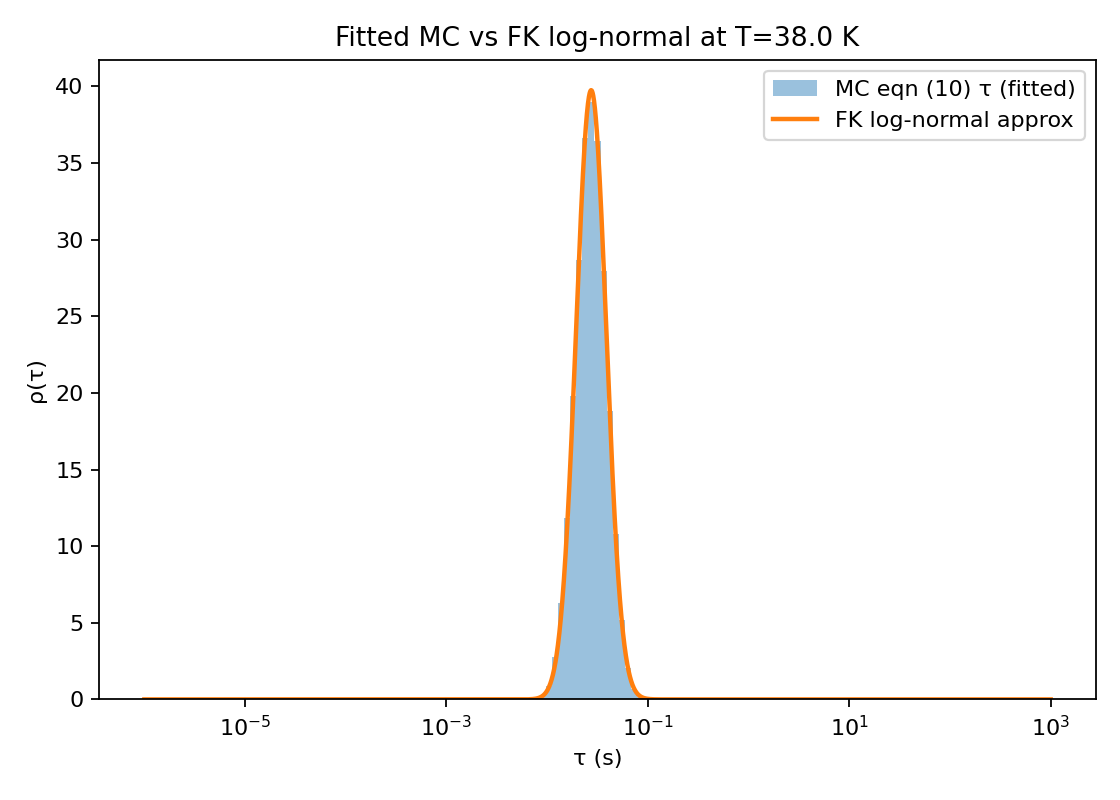 Fitted MC vs FK log-normal at T=38.0 K
MC eqn (10) τ (fitted)
FK log-normal approx
ρ(τ)
40
35
30
25
20
15
10
5
0
10⁻⁵
10⁻³
10⁻¹
10¹
10³
τ (s)